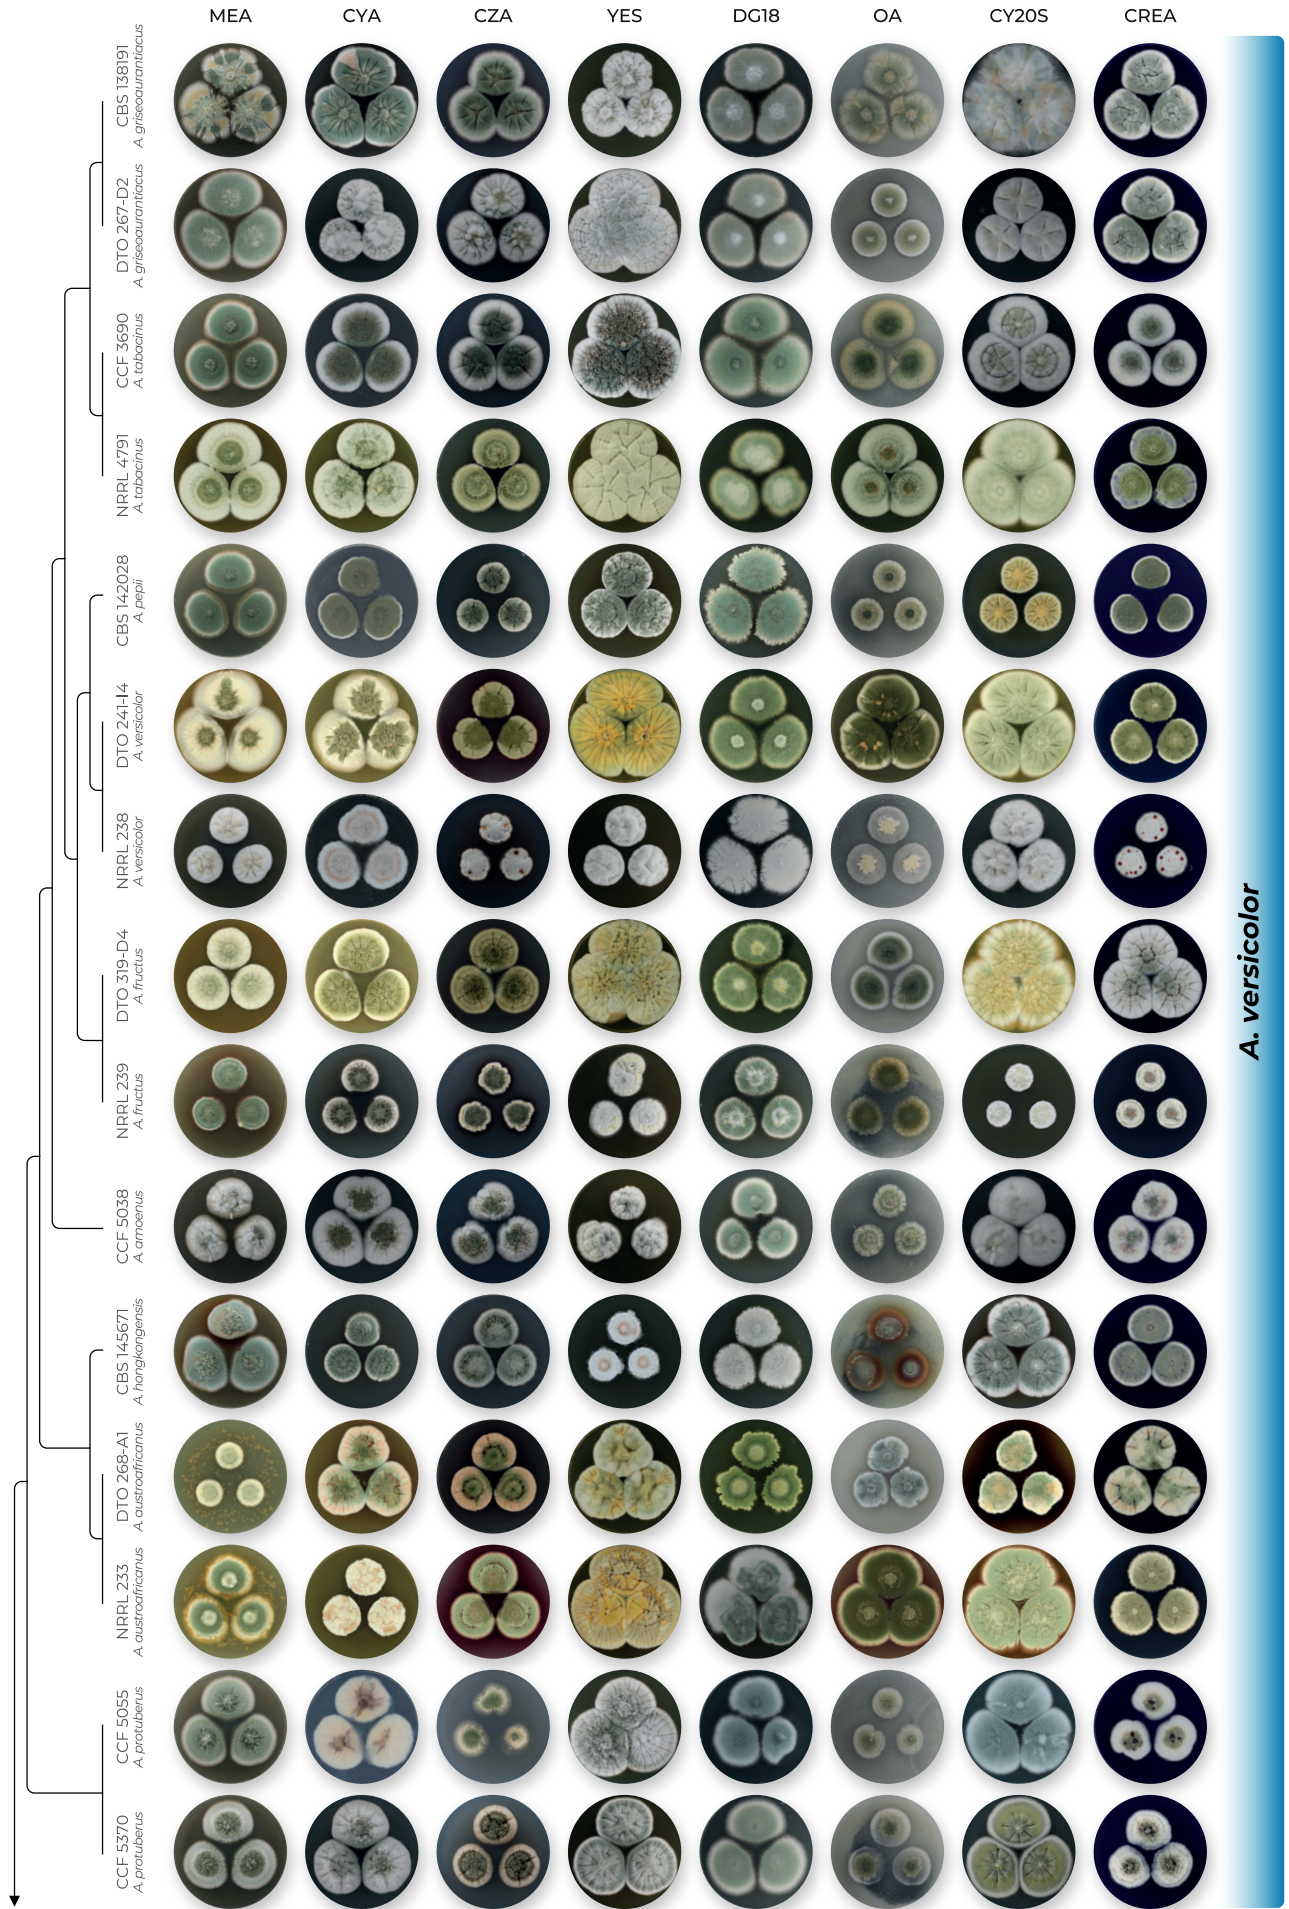 MEA CYA CZA YES DG18 OA CY20S CREA
CBS 138191
A. griseoaurantiacus
DTO 267-D2
A. griseoaurantiacus
CCF 3690
A. tabacinus
NRRL 4791
A. tabacinus
CBS 142028
A. pepii
DTO 241-I4
A. versicolor
NRRL 238
A. versicolor
DTO 319-D4
A. fructus
NRRL 239
A. fructus
CCF 5038
A. amoenus
CBS 145671
A. hongkongensis
DTO 268-A1
A. austroafricanus
NRRL 233
A. austroafricanus
CCF 5055
A. protuberus
CCF 5370
A. protuberus
A. versicolor